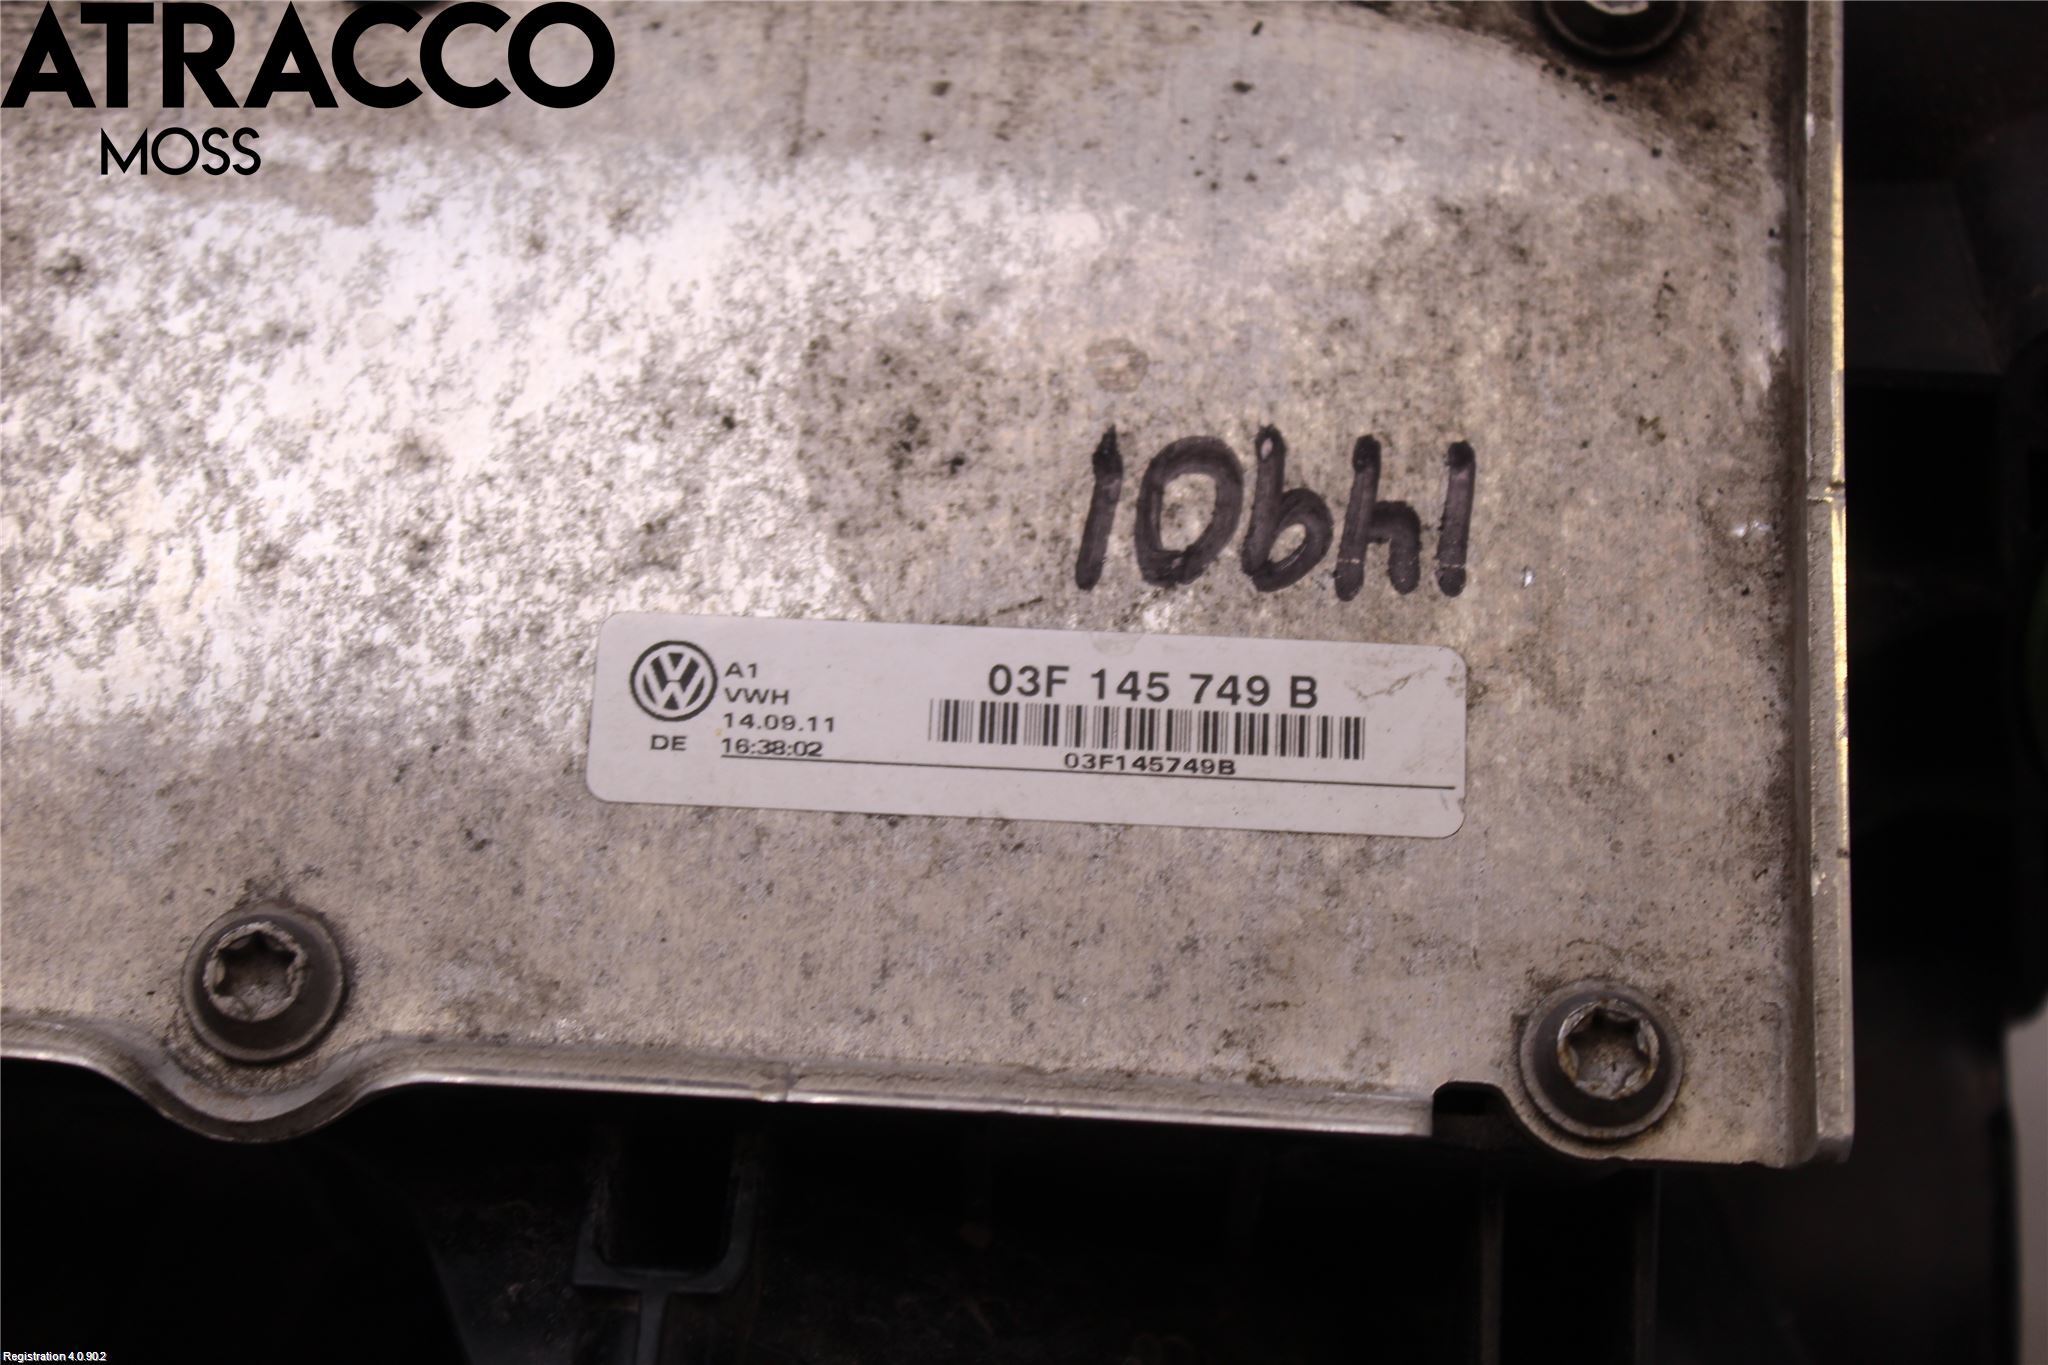 ATRACCO
MOSS
14901
A1
VWH
14.09.11
DE 16:38:02
03F 145 749 B
03F145749B
Registration 4.0.90.2